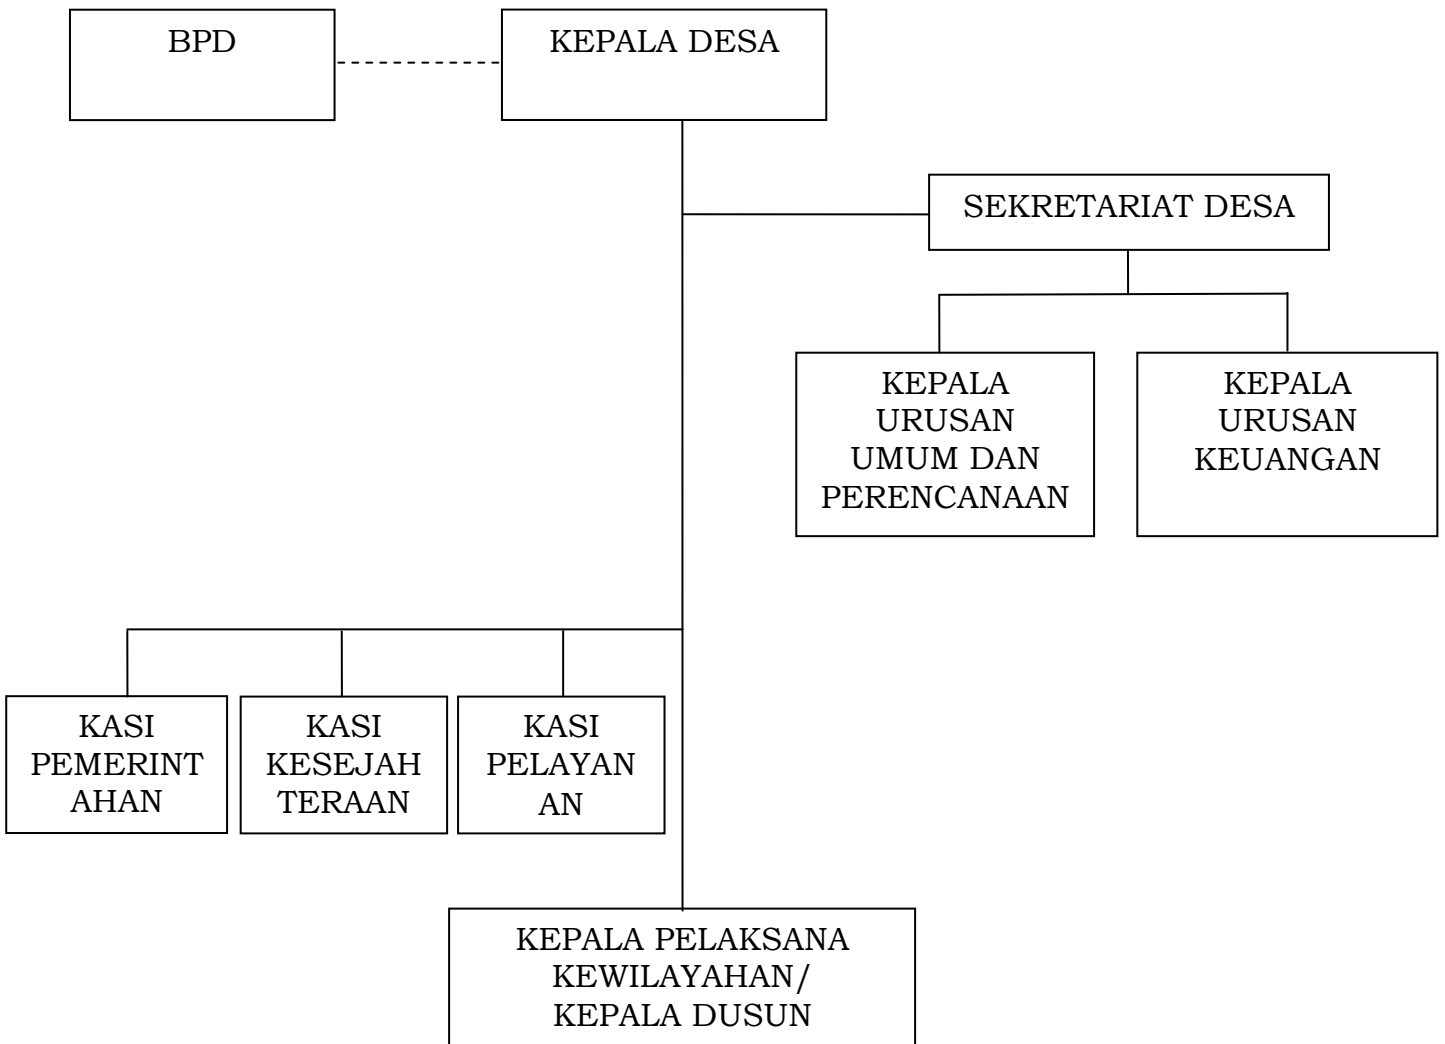 BPD
KEPALA DESA
SEKRETARIAT DESA
KEPALA
URUSAN
UMUM DAN
PERENCANAAN
KEPALA
URUSAN
KEUANGAN
KASI
PEMERINT
AHAN
KASI
KESEJAH
TERAAN
KASI
PELAYAN
AN
KEPALA PELAKSANA
KEWILAYAHAN/
KEPALA DUSUN